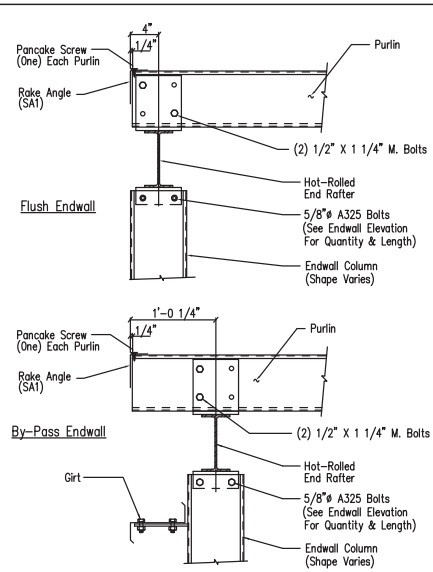 4"
1/4"
Pancake Screw
(One) Each Purlin
Purlin
Rake Angle
(SA1)
(2) 1/2" X 1 1/4" M. Bolts
Hot-Rolled
End Rafter
Flush Endwall
5/8"ø A325 Bolts
(See Endwall Elevation
For Quantity & Length)
Endwall Column
(Shape Varies)
1'-0 1/4"
Pancake Screw
(One) Each Purlin
1/4"
Purlin
Rake Angle
(SA1)
By-Pass Endwall
(2) 1/2" X 1 1/4" M. Bolts
Girt
Hot-Rolled
End Rafter
5/8"ø A325 Bolts
(See Endwall Elevation
For Quantity & Length)
Endwall Column
(Shape Varies)